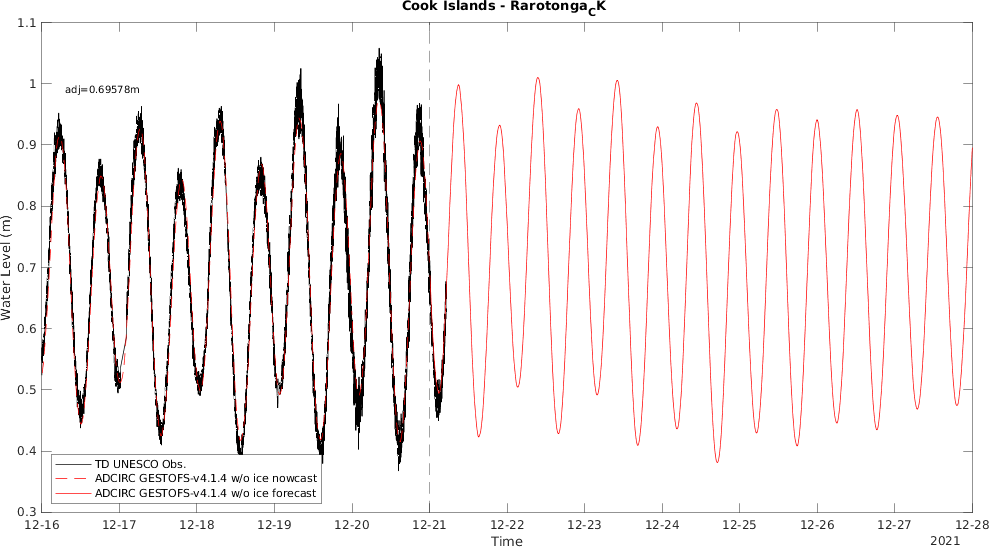 Cook Islands - Rarotonga_CK
1.1
1
0.9
0.8
0.7
0.6
0.5
0.4
0.3
Water Level (m)
adj=0.69578m
TD UNESCO Obs.
ADCIRC GESTOFS-v4.1.4 w/o ice nowcast
ADCIRC GESTOFS-v4.1.4 w/o ice forecast
12-16 12-17 12-18 12-19 12-20 12-21 12-22 12-23 12-24 12-25 12-26 12-27 12-28
Time
2021